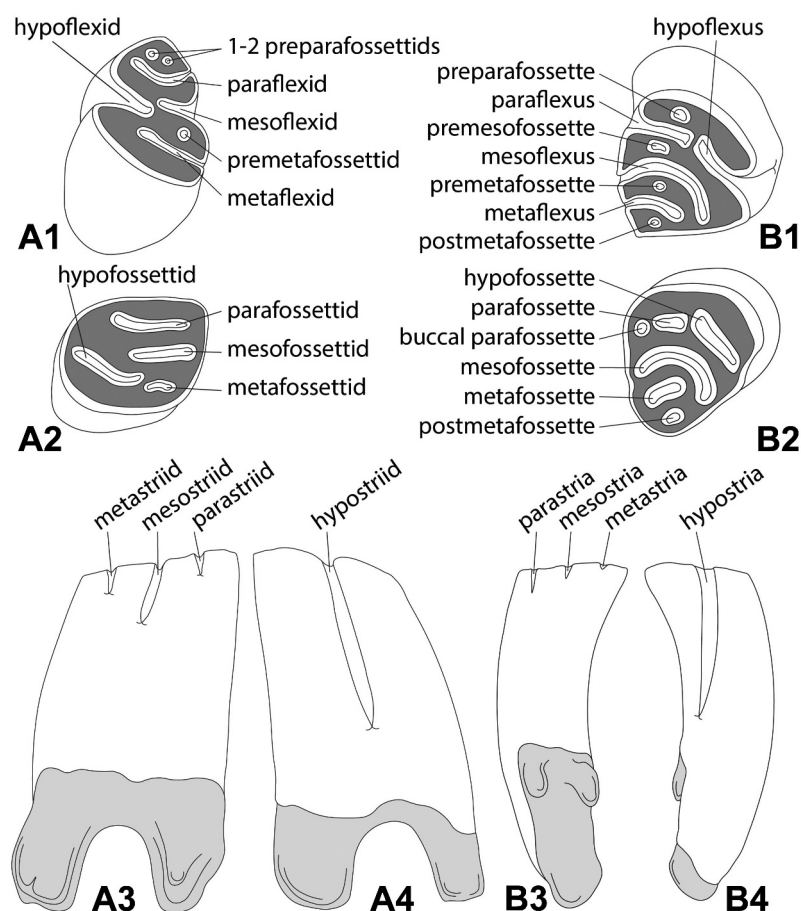 hypoflexid
1-2 preparafossettids
paraflexid
mesoflexid
premetafossettid
metaflexid
A1
hypoflexus
preparafossette
paraflexus
premesofossette
mesoflexus
premetafossette
metaflexus
postmetafossette
B1
hypofossettid
parafossettid
mesofossettid
metafossettid
A2
hypofossette
parafossette
buccal parafossette
mesofossette
metafossette
postmetafossette
B2
metastriid
mesostriid
parastriid
hypostriid
parastria
mesostria
metastria
hypostria
A3
A4
B3
B4